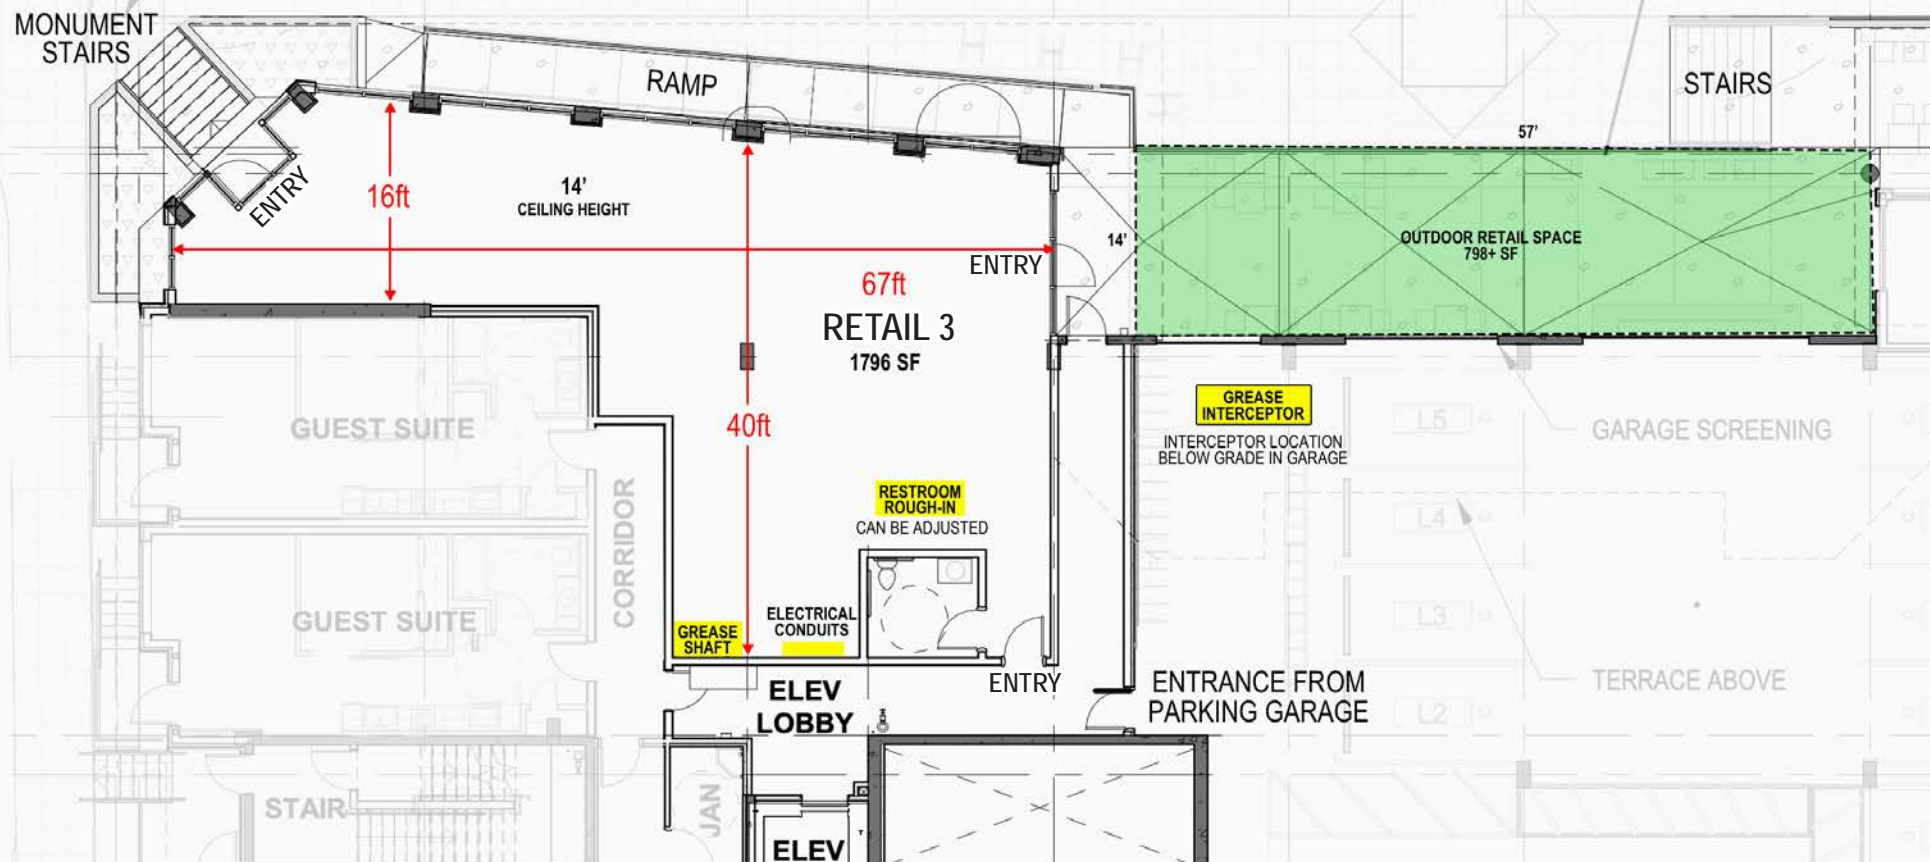 MONUMENT
STAIRS
RAMP
STAIRS
57'
16ft
14'
CEILING HEIGHT
ENTRY
ENTRY
14'
OUTDOOR RETAIL SPACE
798+ SF
67ft
RETAIL 3
1796 SF
GREASE
INTERCEPTOR
INTERCEPTOR LOCATION
BELOW GRADE IN GARAGE
L5
GARAGE SCREENING
GUEST SUITE
40ft
CORRIDOR
RESTROOM
ROUGH-IN
CAN BE ADJUSTED
L4
GUEST SUITE
GREASE
SHAFT
ELECTRICAL
CONDUITS
L3
ENTRY
ELEV
LOBBY
ENTRANCE FROM
PARKING GARAGE
TERRACE ABOVE
L2
STAIR
JAN
ELEV